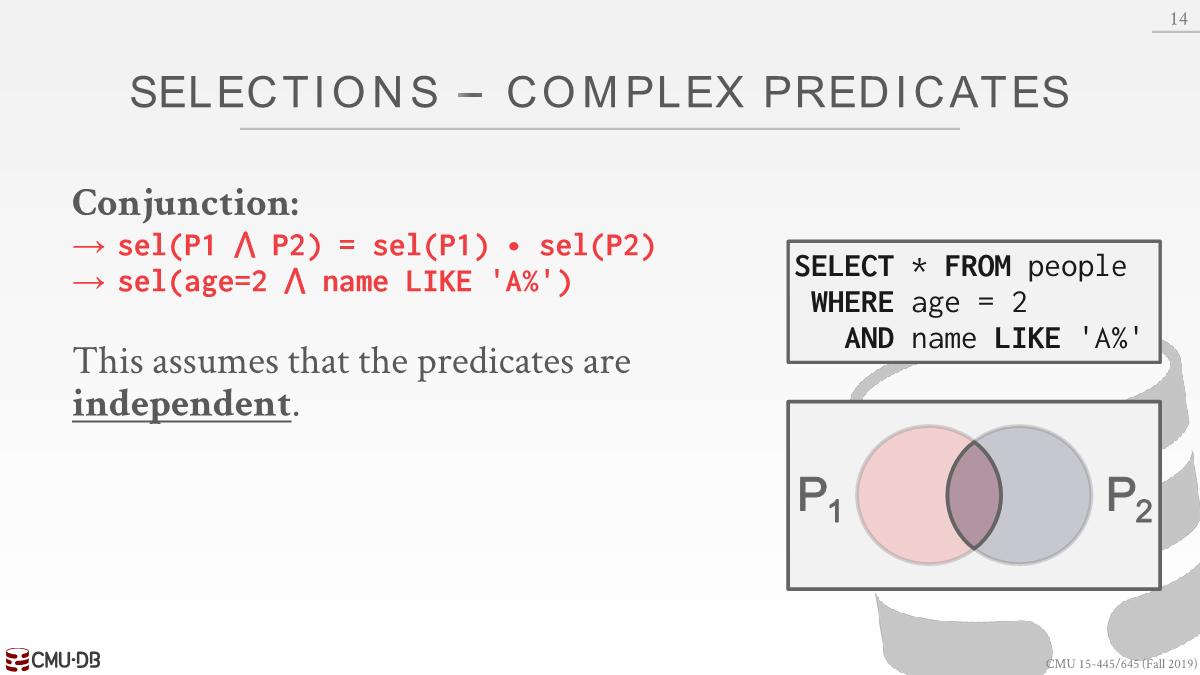 14
SELECTIONS – COMPLEX PREDICATES
Conjunction:
→ sel(P1 ⋀ P2) = sel(P1) • sel(P2)
→ sel(age=2 ⋀ name LIKE 'A%')
This assumes that the predicates are
independent.
SELECT * FROM people
WHERE age = 2
AND name LIKE 'A%'
P1 P2
CMU·DB
CMU 15-445/645 (Fall 2019)